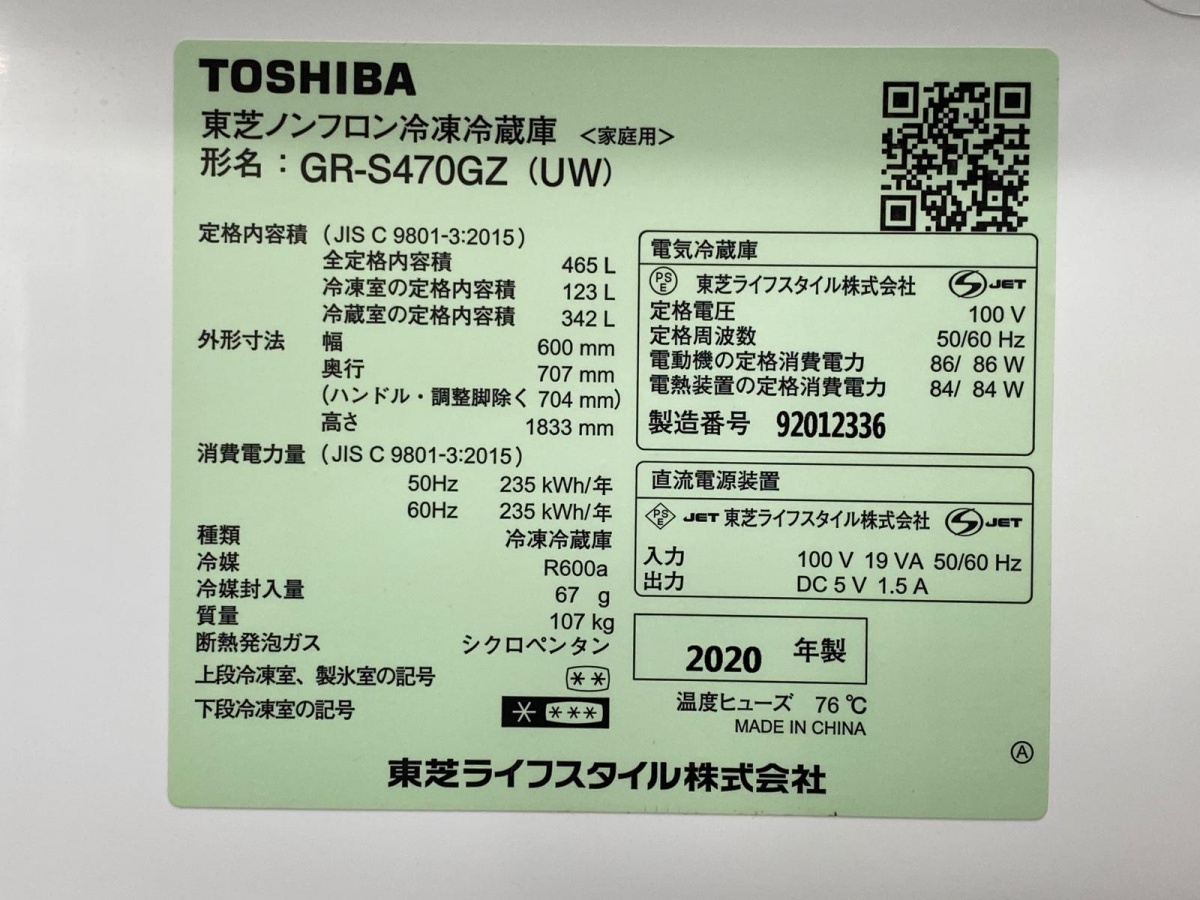 TOSHIBA
東芝ノンフロン冷凍冷蔵庫 <家庭用>
形名：GR-S470GZ (UW)
定格内容積 (JIS C 9801-3:2015)
全定格内容積 465 L
冷凍室の定格内容積 123 L
冷蔵室の定格内容積 342 L
外形寸法 幅 600 mm
奥行 707 mm
(ハンドル・調整脚除く 704 mm)
高さ 1833 mm
消費電力量 (JIS C 9801-3:2015)
50Hz 235 kWh/年
60Hz 235 kWh/年
種類 冷凍冷蔵庫
冷媒 R600a
冷媒封入量 67 g
質量 107 kg
断熱発泡ガス シクロペンタン
上段冷凍室、製氷室の記号 **
下段冷凍室の記号 * ***
電気冷蔵庫
PSE 東芝ライフスタイル株式会社 S JET
定格電圧 100 V
定格周波数 50/60 Hz
電動機の定格消費電力 86/ 86 W
電熱装置の定格消費電力 84/ 84 W
製造番号 92012336
直流電源装置
PSE JET 東芝ライフスタイル株式会社 S JET
入力 100 V 19 VA 50/60 Hz
出力 DC 5 V 1.5 A
2020 年製
温度ヒューズ 76 ℃
MADE IN CHINA
Ⓐ
東芝ライフスタイル株式会社